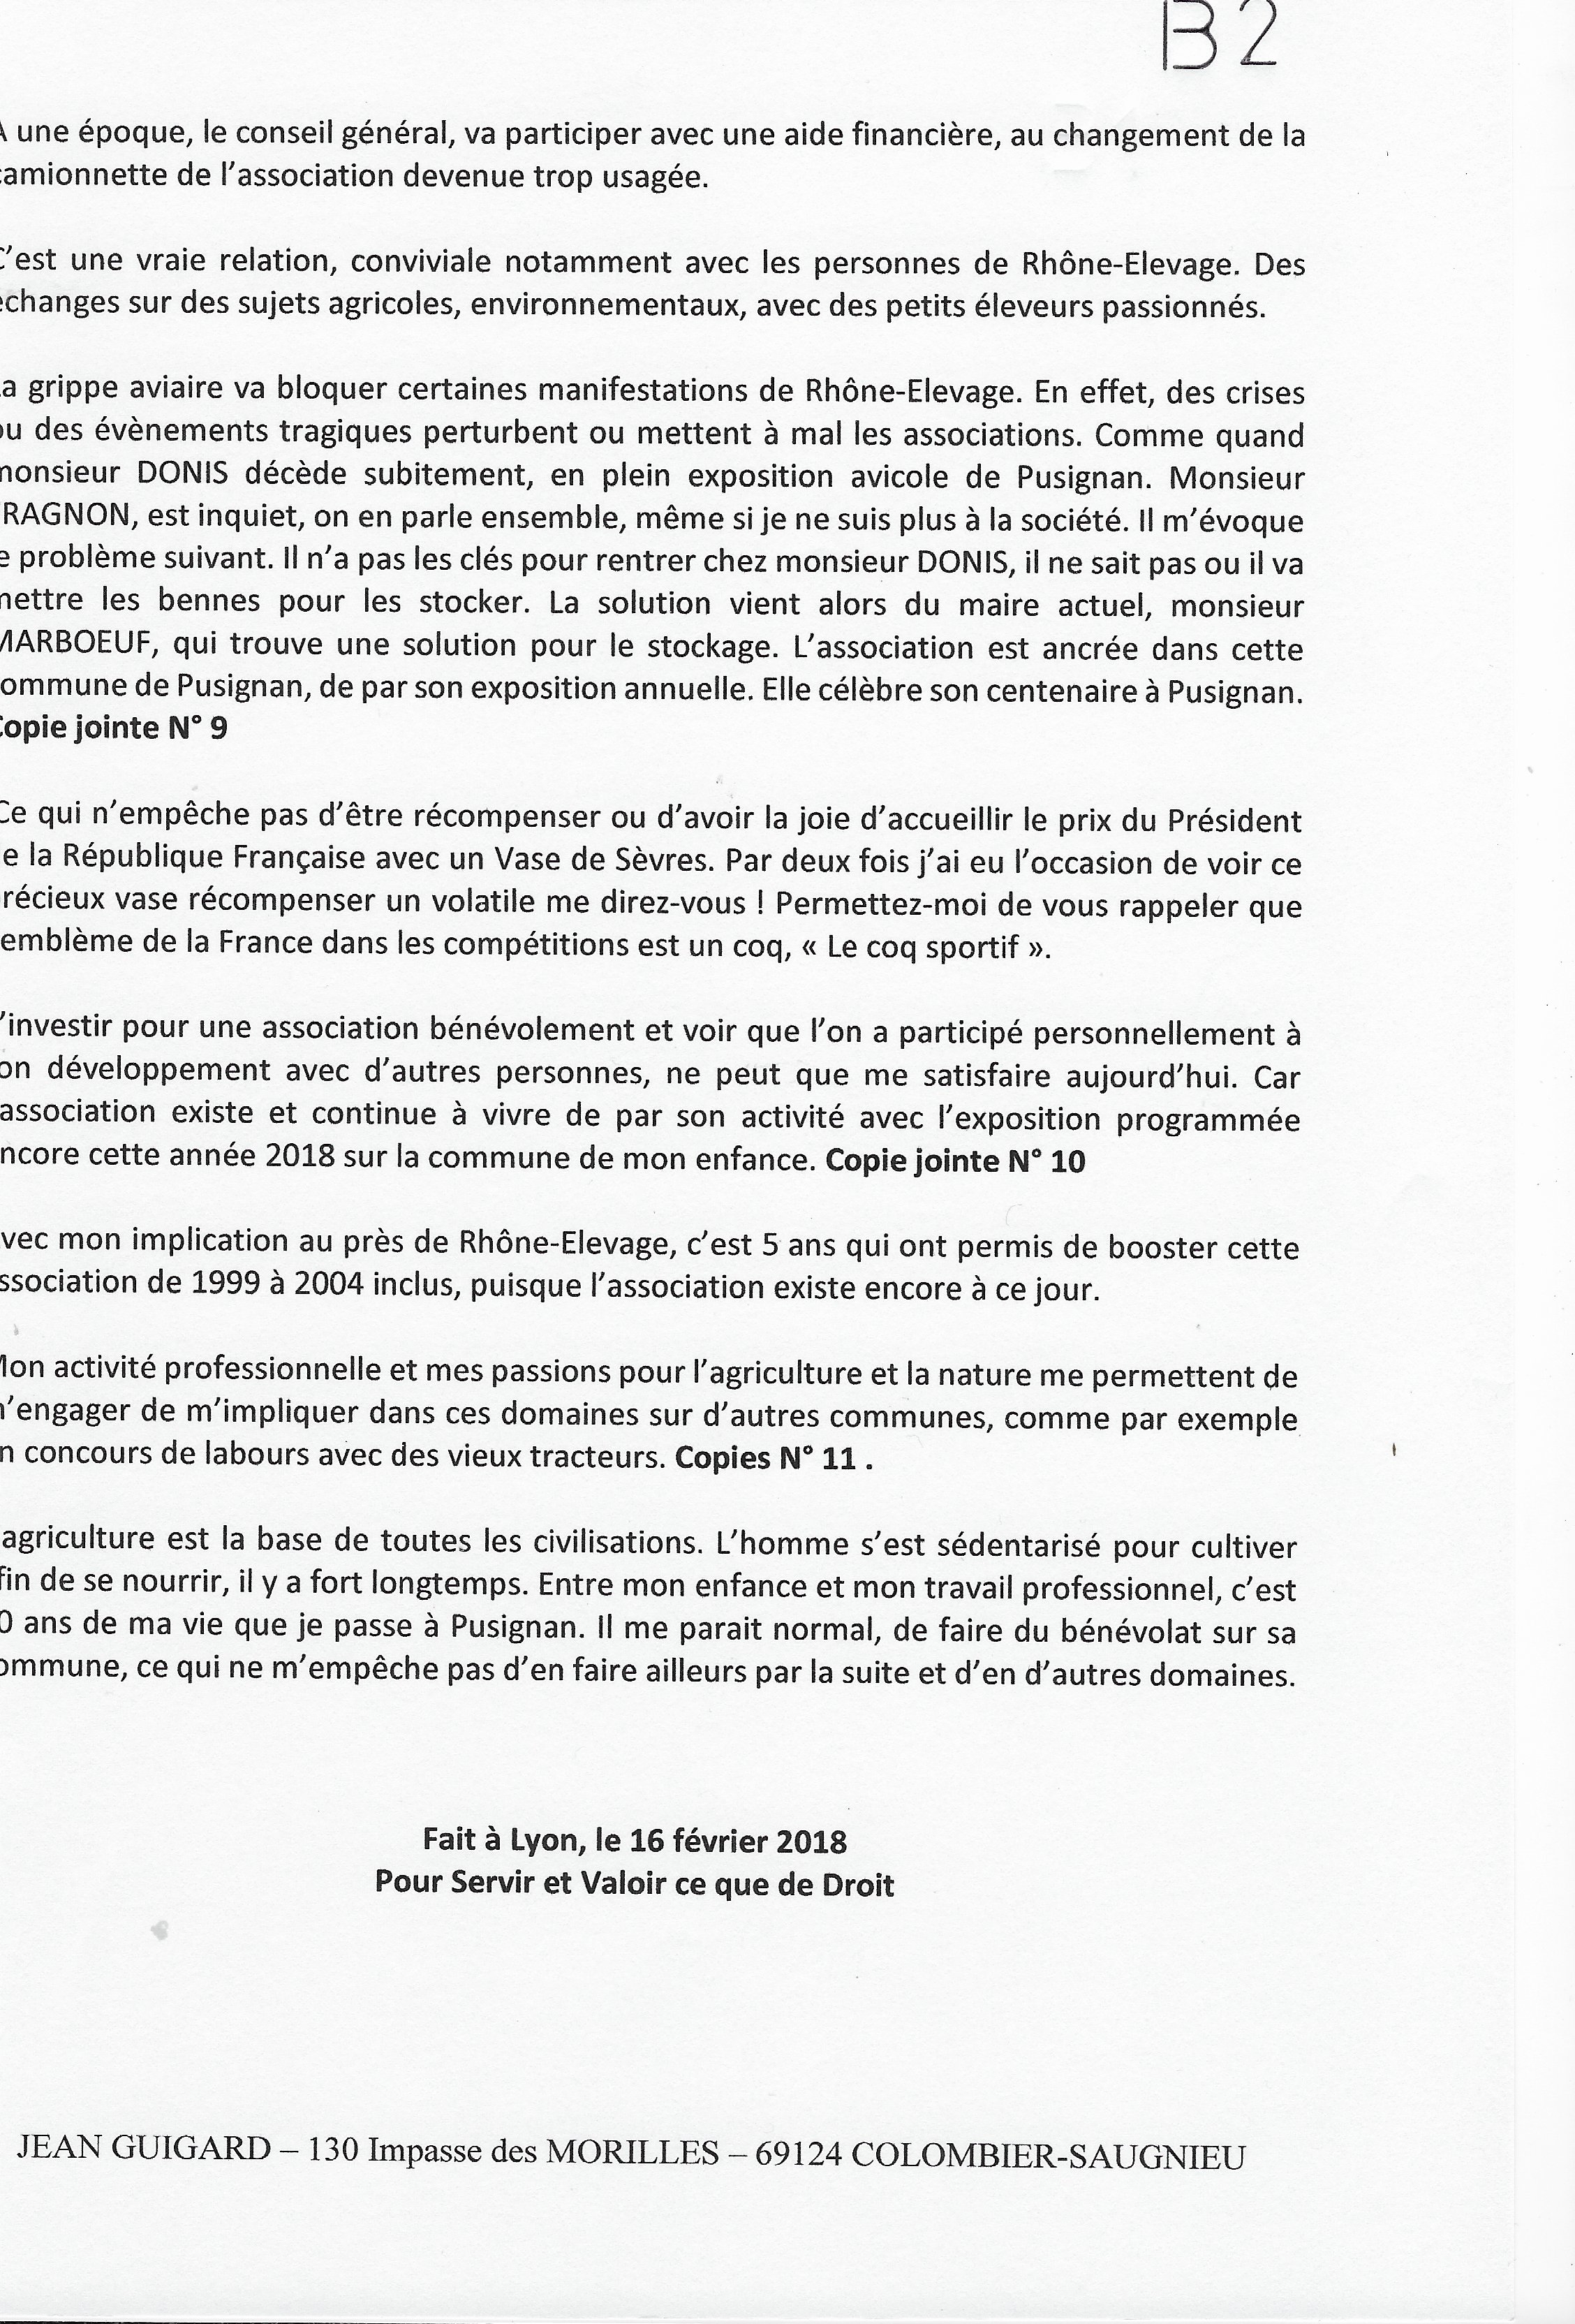 B2
A une époque, le conseil général, va participer avec une aide financière, au changement de la
camionnette de l'association devenue trop usagée.
C'est une vraie relation, conviviale notamment avec les personnes de Rhône-Elevage. Des
échanges sur des sujets agricoles, environnementaux, avec des petits éleveurs passionnés.
a grippe aviaire va bloquer certaines manifestations de Rhône-Elevage. En effet, des crises
ou des évènements tragiques perturbent ou mettent à mal les associations. Comme quand
monsieur DONIS décède subitement, en plein exposition avicole de Pusignan. Monsieur
RAGNON, est inquiet, on en parle ensemble, même si je ne suis plus à la société. Il m'évoque
e problème suivant. Il n'a pas les clés pour rentrer chez monsieur DONIS, il ne sait pas ou il va
mettre les bennes pour les stocker. La solution vient alors du maire actuel, monsieur
MARBOEUF, qui trouve une solution pour le stockage. L'association est ancrée dans cette
ommune de Pusignan, de par son exposition annuelle. Elle célèbre son centenaire à Pusignan.
Copie jointe N° 9
Ce qui n'empêche pas d'être récompenser ou d'avoir la joie d'accueillir le prix du Président
e la République Française avec un Vase de Sèvres. Par deux fois j'ai eu l'occasion de voir ce
récieux vase récompenser un volatile me direz-vous ! Permettez-moi de vous rappeler que
'emblème de la France dans les compétitions est un coq, « Le coq sportif ».
'investir pour une association bénévolement et voir que l'on a participé personnellement à
on développement avec d'autres personnes, ne peut que me satisfaire aujourd'hui. Car
'association existe et continue à vivre de par son activité avec l'exposition programmée
ncore cette année 2018 sur la commune de mon enfance. Copie jointe N° 10
vec mon implication au près de Rhône-Elevage, c'est 5 ans qui ont permis de booster cette
ssociation de 1999 à 2004 inclus, puisque l'association existe encore à ce jour.
Mon activité professionnelle et mes passions pour l'agriculture et la nature me permettent de
m'engager de m'impliquer dans ces domaines sur d'autres communes, comme par exemple
n concours de labours avec des vieux tracteurs. Copies N° 11 .
'agriculture est la base de toutes les civilisations. L'homme s'est sédentarisé pour cultiver
fin de se nourrir, il y a fort longtemps. Entre mon enfance et mon travail professionnel, c'est
0 ans de ma vie que je passe à Pusignan. Il me parait normal, de faire du bénévolat sur sa
ommune, ce qui ne m'empêche pas d'en faire ailleurs par la suite et d'en d'autres domaines.
Fait à Lyon, le 16 février 2018
Pour Servir et Valoir ce que de Droit
JEAN GUIGARD – 130 Impasse des MORILLES – 69124 COLOMBIER-SAUGNIEU